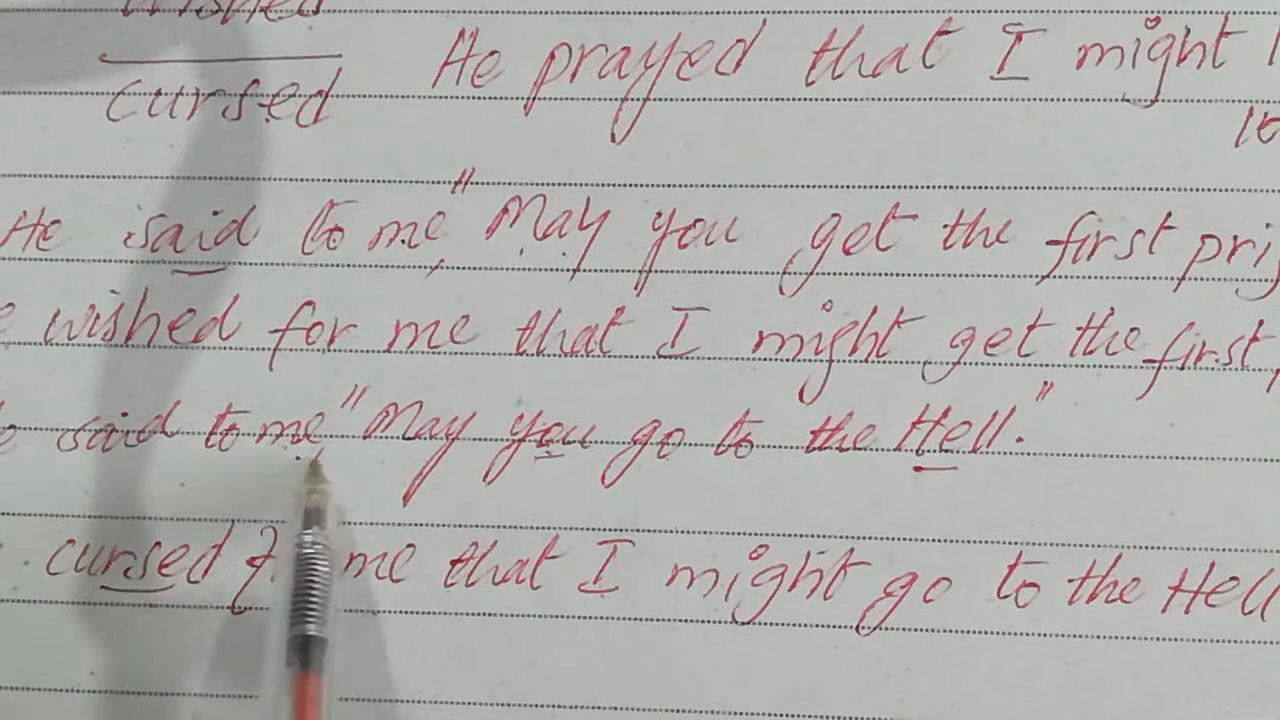 wished
cursed He prayed that I might
He said to me, "May you get the first
wished for me that I might get the first
said to me, "May you go to the Hell."
cursed me that I might go to the Hell